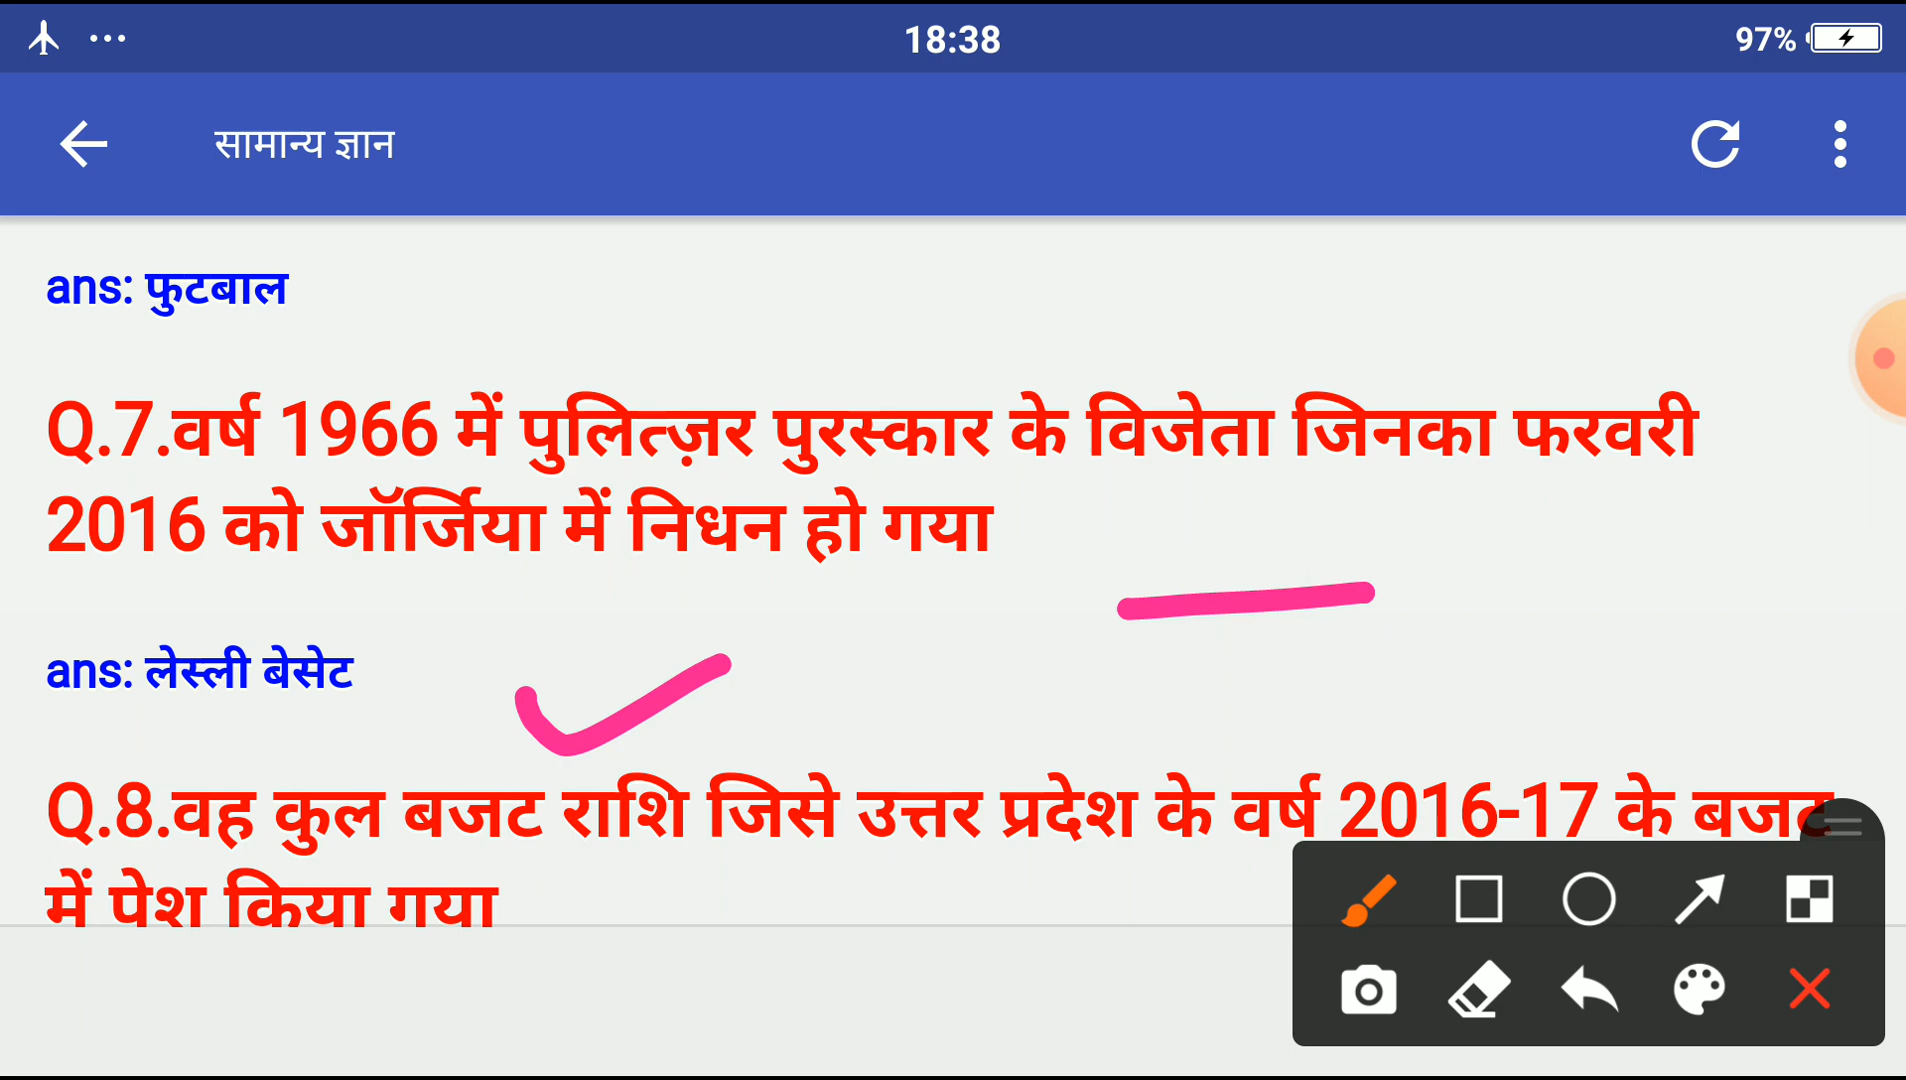 18:38
97%
सामान्य ज्ञान
ans: फुटबाल
Q.7.वर्ष 1966 में पुलित्ज़र पुरस्कार के विजेता जिनका फरवरी
2016 को जॉर्जिया में निधन हो गया
ans: लेस्ली बेसेट
Q.8.वह कुल बजट राशि जिसे उत्तर प्रदेश के वर्ष 2016-17 के बजट
में पेश किया गया